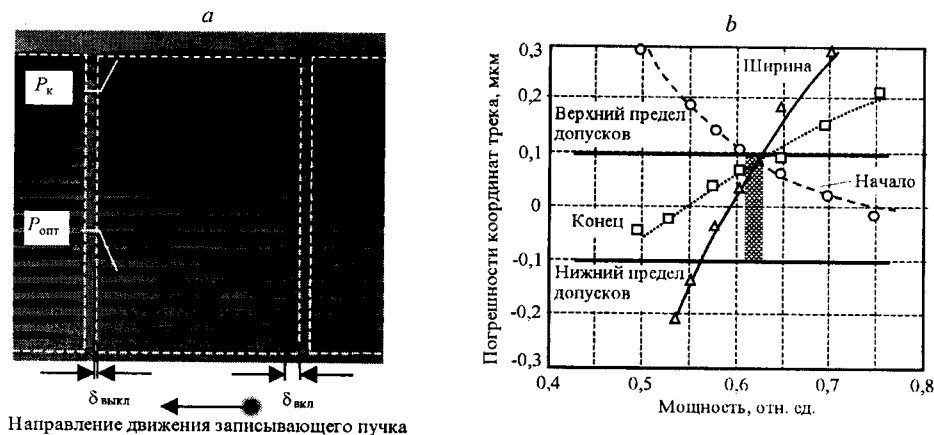 a
Pк
Pопт
δвыкл
δвкл
Направление движения записывающего пучка
b
Погрешности координат трека, мкм
0,3
0,2
0,1
0
-0,1
-0,2
-0,3
Ширина
Верхний предел
допусков
Начало
Конец
Нижний предел
допусков
0,4 0,5 0,6 0,7 0,8
Мощность, отн. ед.